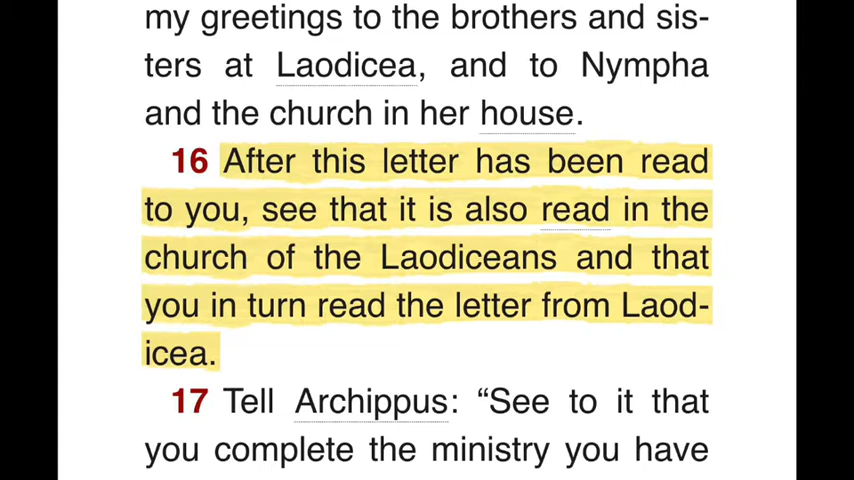 my greetings to the brothers and sis-
ters at Laodicea, and to Nympha
and the church in her house.
16 After this letter has been read
to you, see that it is also read in the
church of the Laodiceans and that
you in turn read the letter from Laod-
icea.
17 Tell Archippus: “See to it that
you complete the ministry you have